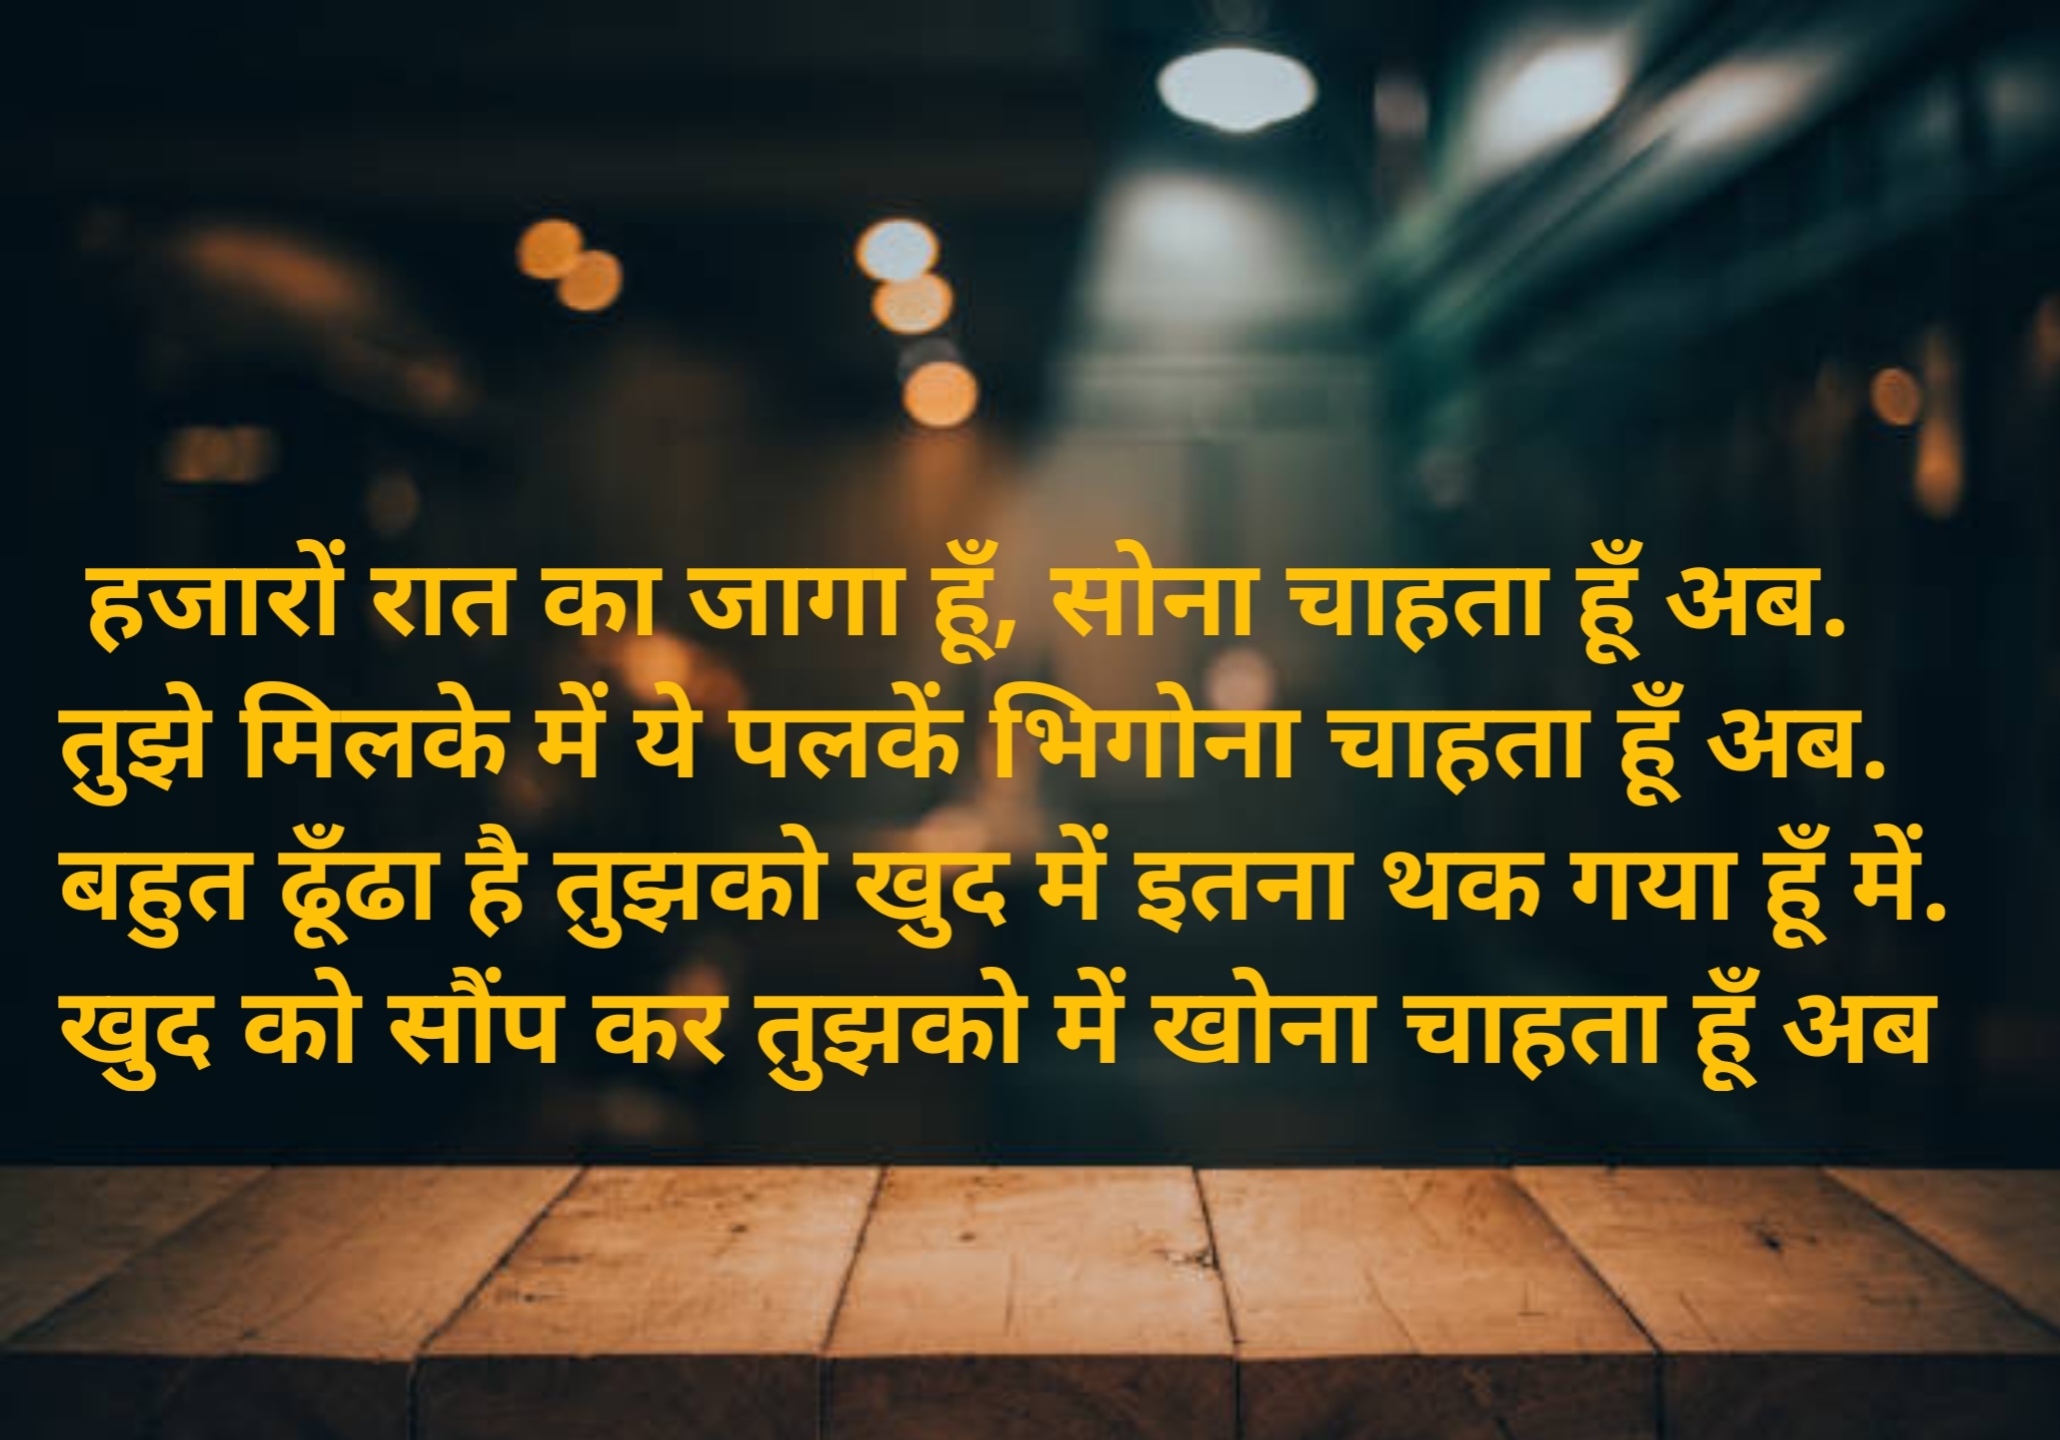 हजारों रात का जागा हूँ, सोना चाहता हूँ अब.
तुझे मिलके में ये पलकें भिगोना चाहता हूँ अब.
बहुत ढूँढा है तुझको खुद में इतना थक गया हूँ में.
खुद को सौंप कर तुझको में खोना चाहता हूँ अब